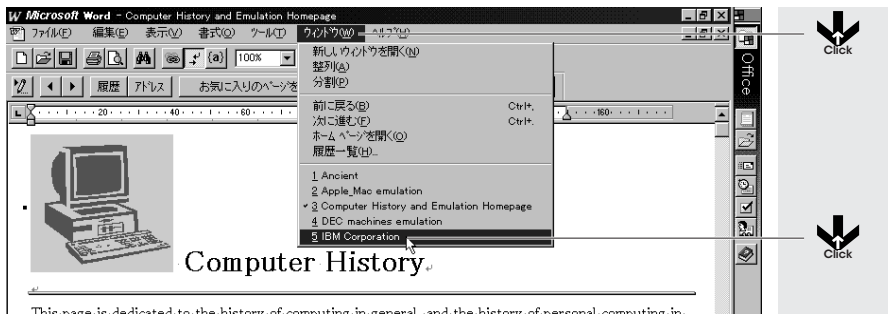 Microsoft Word - Computer History and Emulation Homepage
ファイル(F) 編集(E) 表示(V) 書式(O) ツール(T) ウィンドウ(W) ヘルプ(H)
100%
履歴 アドレス お気に入りのページを
新しいウィンドウを開く(N)
整列(A)
分割(P)
前に戻る(B) Ctrl+,
次に進む(F) Ctrl+.
ホーム ページを開く(O)
履歴一覧(H)...
1 Ancient
2 Apple_Mac emulation
3 Computer History and Emulation Homepage
4 DEC machines emulation
5 IBM Corporation
20 40 60 160
Computer History
This page is dedicated to the history of computing in general, and the history of personal computing in
Office
Click
Click